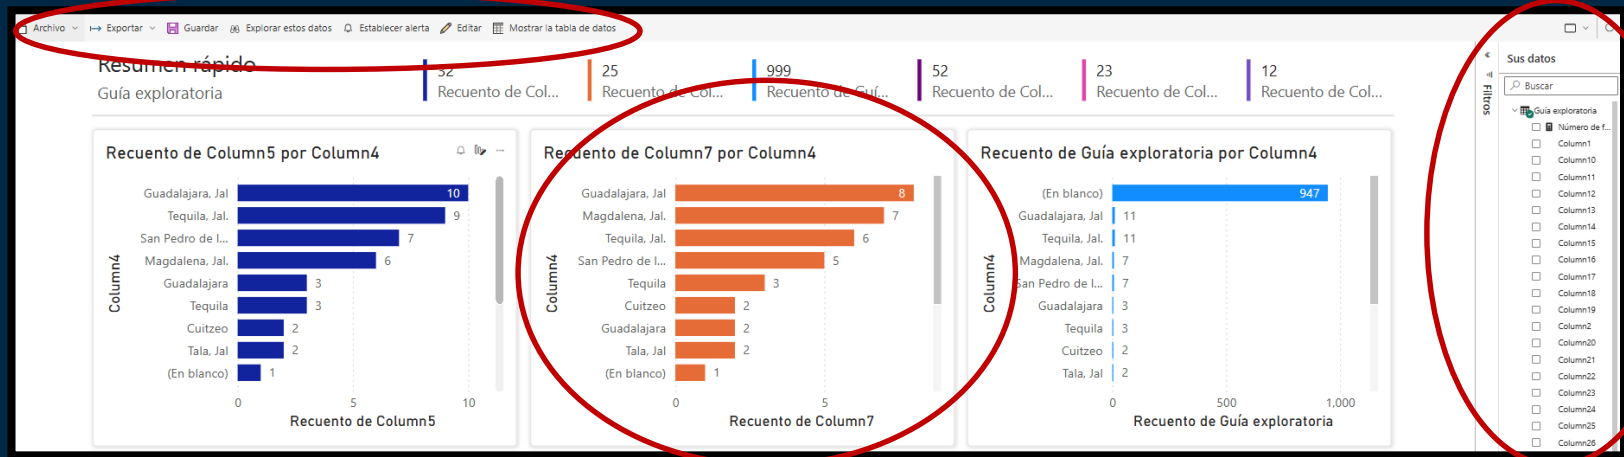 Archivo Exportar Guardar Explorar estos datos Establecer alerta Editar Mostrar la tabla de datos
Resumen rápido
Guía exploratoria
32
Recuento de Col...
25
Recuento de Col...
999
Recuento de Guí...
52
Recuento de Col...
23
Recuento de Col...
12
Recuento de Col...
Recuento de Column5 por Column4
Column4
Guadalajara, Jal 10
Tequila, Jal. 9
San Pedro de l... 7
Magdalena, Jal. 6
Guadalajara 3
Tequila 3
Cuitzeo 2
Tala, Jal 2
(En blanco) 1
0 5 10
Recuento de Column5
Recuento de Column7 por Column4
Column4
Guadalajara, Jal 8
Magdalena, Jal. 7
Tequila, Jal. 6
San Pedro de l... 5
Tequila 3
Cuitzeo 2
Guadalajara 2
Tala, Jal 2
(En blanco) 1
0 5
Recuento de Column7
Recuento de Guía exploratoria por Column4
Column4
(En blanco) 947
Guadalajara, Jal 11
Tequila, Jal. 11
Magdalena, Jal. 7
San Pedro de l... 7
Guadalajara 3
Tequila 3
Cuitzeo 2
Tala, Jal 2
0 500 1,000
Recuento de Guía exploratoria
Filtros
Sus datos
Buscar
Guía exploratoria
Número de f...
Column1
Column10
Column11
Column12
Column13
Column14
Column15
Column16
Column17
Column18
Column19
Column2
Column20
Column21
Column22
Column23
Column24
Column25
Column26